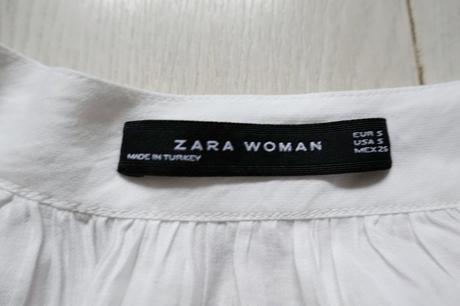 ZARA WOMAN
MADE IN TURKEY
EUR S
USA S
MEX 26